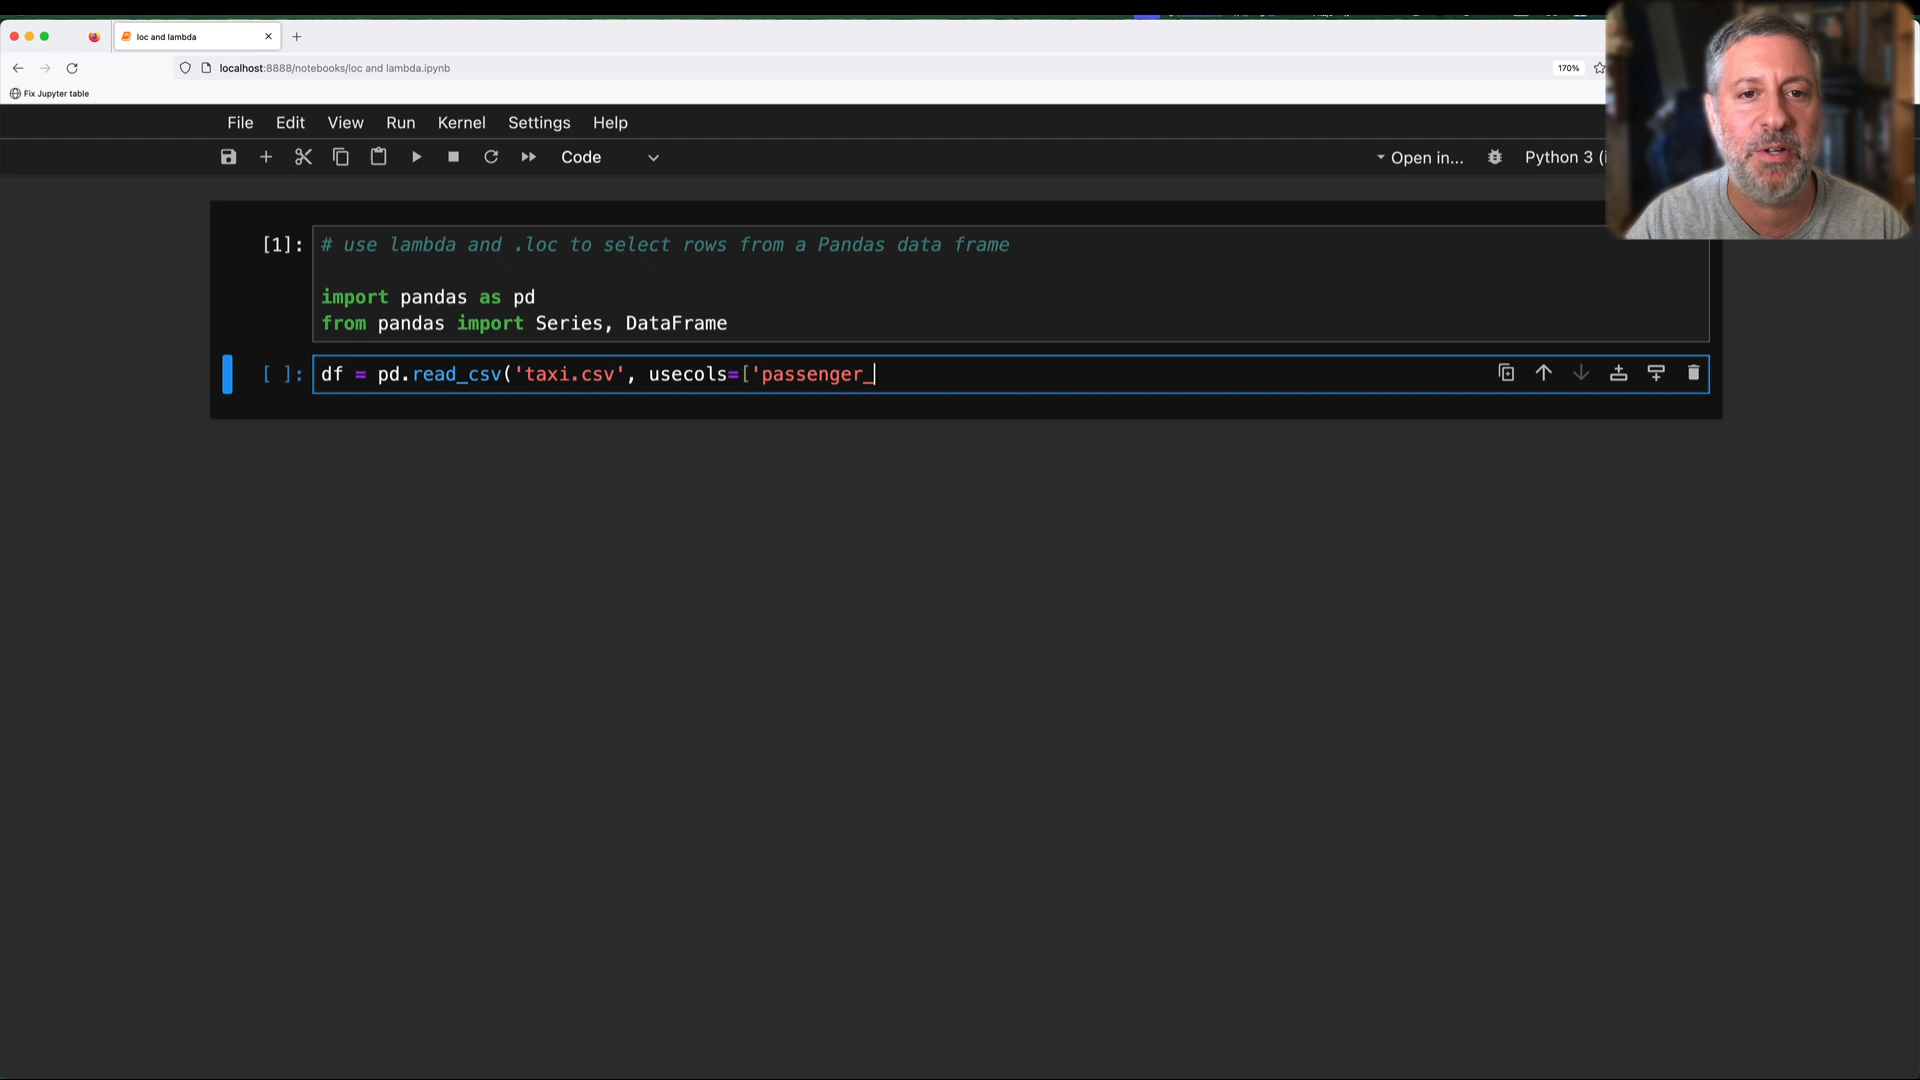 loc and lambda
localhost:8888/notebooks/loc and lambda.ipynb
170%
Fix Jupyter table
File Edit View Run Kernel Settings Help
Code
Open in...
Python 3 (i
[1]: # use lambda and .loc to select rows from a Pandas data frame
import pandas as pd
from pandas import Series, DataFrame
[ ]: df = pd.read_csv('taxi.csv', usecols=['passenger_